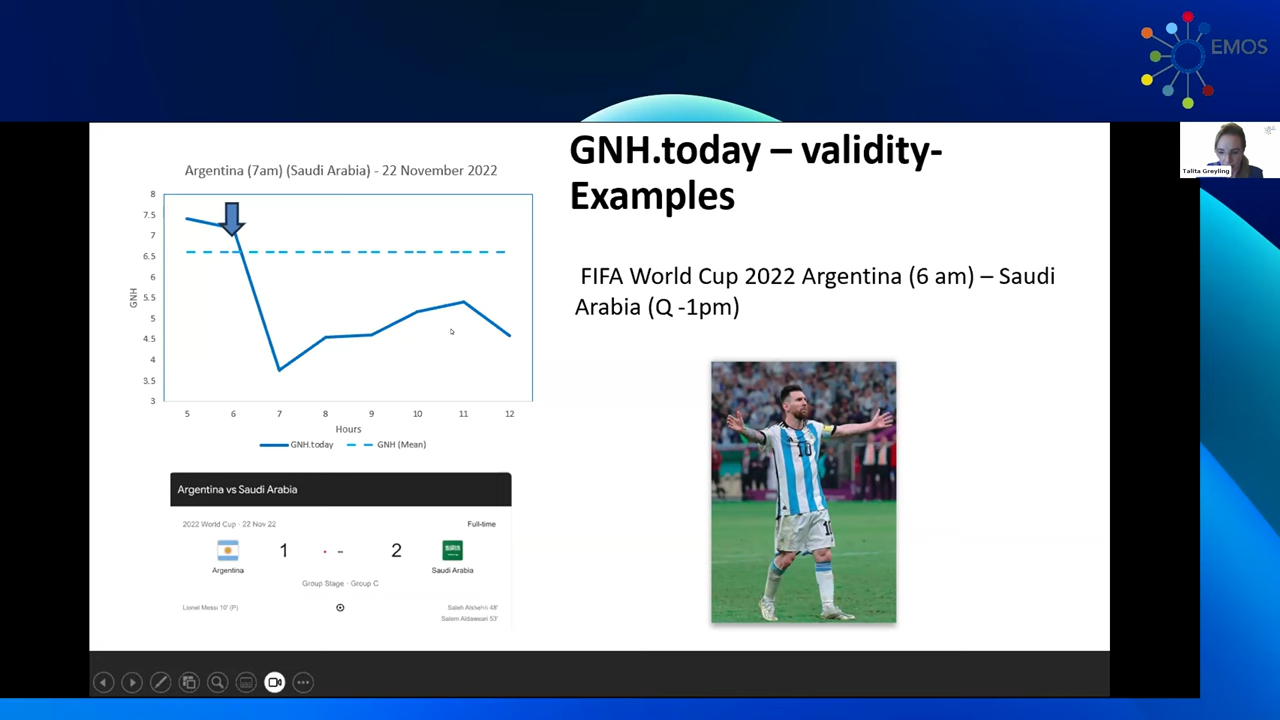 EMOS
Talita Greyling
GNH.today – validity-
Examples
FIFA World Cup 2022 Argentina (6 am) – Saudi
Arabia (Q -1pm)
Argentina (7am) (Saudi Arabia) - 22 November 2022
8
7.5
7
6.5
6
5.5
5
4.5
4
3.5
3
GNH
5 6 7 8 9 10 11 12
Hours
GNH.today GNH (Mean)
Argentina vs Saudi Arabia
2022 World Cup · 22 Nov 22 Full-time
1 - 2
Argentina Saudi Arabia
Group Stage · Group C
Lionel Messi 10' (P) Saleh Alshehri 48'
Salem Aldawsari 53'
10